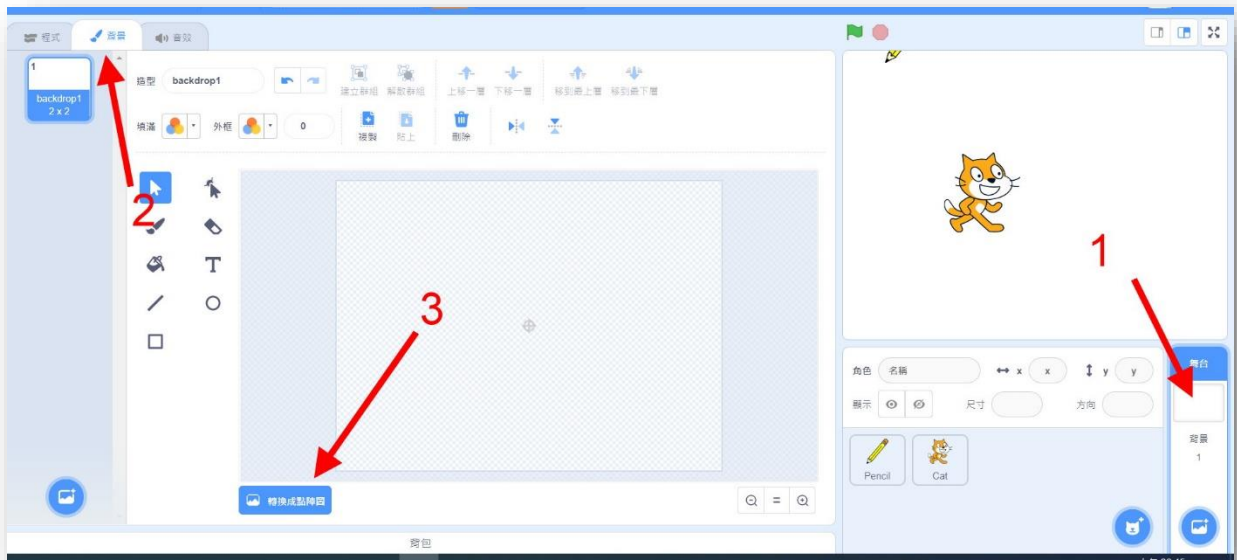 程式 背景 音效
1
backdrop1
2 x 2
造型 backdrop1 建立群組 解散群組 上移一層 下移一層 移到最上層 移到最下層
填滿 外框 0 複製 貼上 刪除
2
T
3
1
轉換成點陣圖
=
背包
角色 名稱 x x y y
顯示 尺寸 方向
Pencil Cat
舞台
背景
1